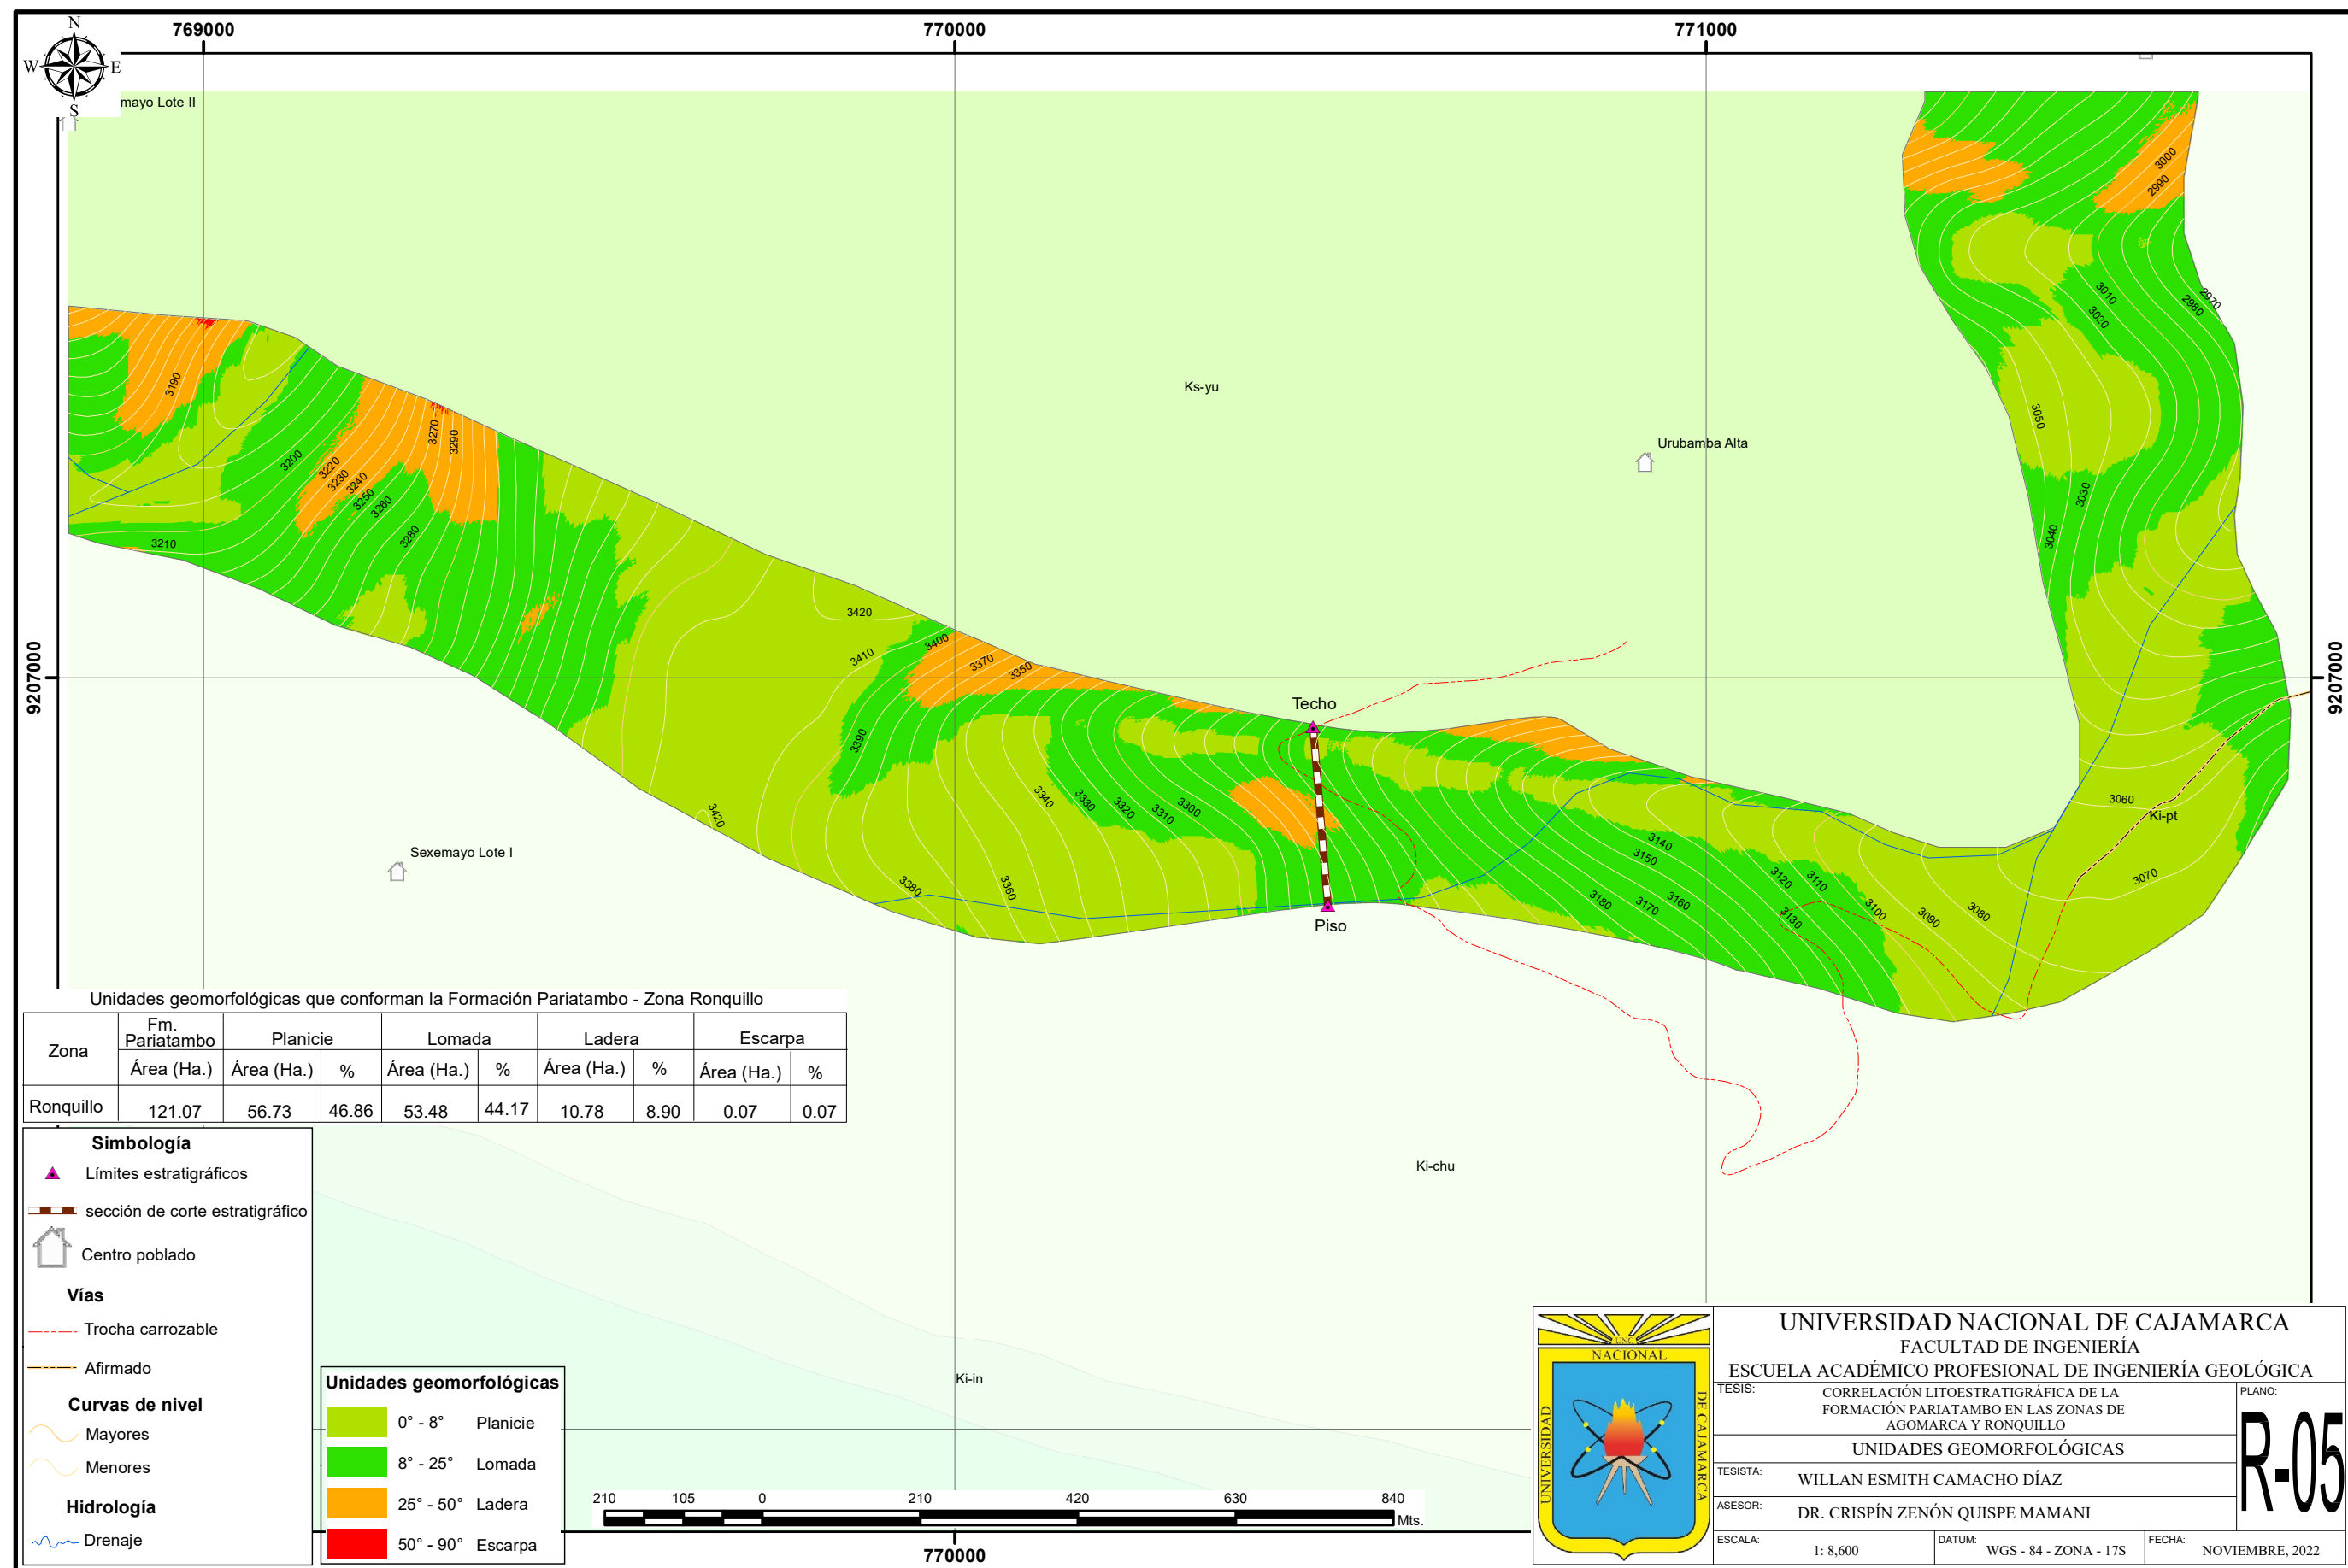 769000
770000
771000
N
W
E
S
mayo Lote II
3000
2990
3010
3020
2970
2980
Ks-yu
Urubamba Alta
3190
3270
3290
3200
3220
3230
3240
3250
3260
3280
3210
3050
3030
3040
3420
3410
3400
3370
3350
9207000
9207000
Techo
3390
3340
3330
3320
3310
3300
3420
3060
Ki-pt
3140
3150
Sexemayo Lote I
3380
3360
3120
3110
3070
3180
3170
3160
3130
3100
3090
3080
Piso
Unidades geomorfológicas que conforman la Formación Pariatambo - Zona Ronquillo
Zona
Fm.
Pariatambo
Planicie
Lomada
Ladera
Escarpa
Área (Ha.) Área (Ha.) % Área (Ha.) % Área (Ha.) % Área (Ha.) %
Ronquillo 121.07 56.73 46.86 53.48 44.17 10.78 8.90 0.07 0.07
Simbología
Límites estratigráficos
sección de corte estratigráfico
Centro poblado
Vías
Trocha carrozable
Afirmado
Curvas de nivel
Mayores
Menores
Hidrología
Drenaje
Ki-chu
Ki-in
Unidades geomorfológicas
0° - 8° Planicie
8° - 25° Lomada
25° - 50° Ladera
50° - 90° Escarpa
210 105 0 210 420 630 840
Mts.
770000
UNC
NACIONAL
UNIVERSIDAD
DE CAJAMARCA
UNIVERSIDAD NACIONAL DE CAJAMARCA
FACULTAD DE INGENIERÍA
ESCUELA ACADÉMICO PROFESIONAL DE INGENIERÍA GEOLÓGICA
TESIS:
CORRELACIÓN LITOESTRATIGRÁFICA DE LA
FORMACIÓN PARIATAMBO EN LAS ZONAS DE
AGOMARCA Y RONQUILLO
PLANO:
R-05
UNIDADES GEOMORFOLÓGICAS
TESISTA: WILLAN ESMITH CAMACHO DÍAZ
ASESOR: DR. CRISPÍN ZENÓN QUISPE MAMANI
ESCALA: 1: 8,600
DATUM: WGS - 84 - ZONA - 17S
FECHA: NOVIEMBRE, 2022